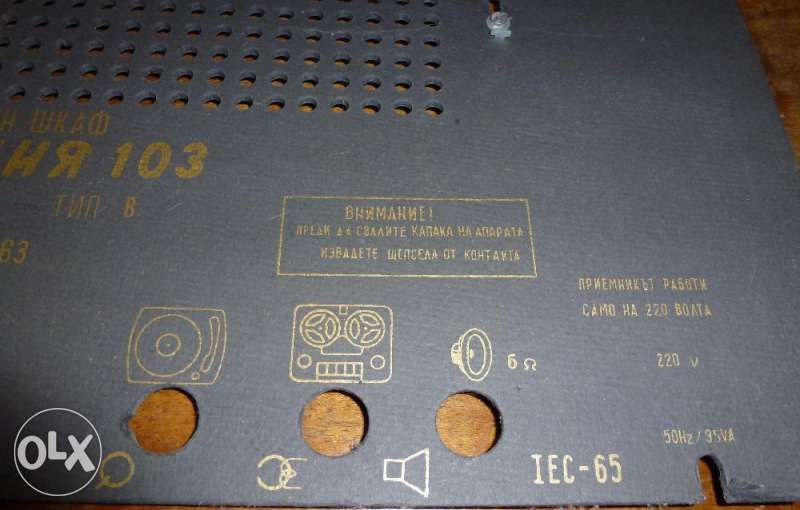 Н ШКАФ
НИЯ 103
ТИП В
63
ВНИМАНИЕ!
ПРЕДИ ДА СВАЛИТЕ КАПАКА НА АПАРАТА
ИЗВАДЕТЕ ЩЕПСЕЛА ОТ КОНТАКТА
ПРИЕМНИКЪТ РАБОТИ
САМО НА 220 ВОЛТА
6 Ω
220 V
50Hz/95VA
IEC-65
OLX